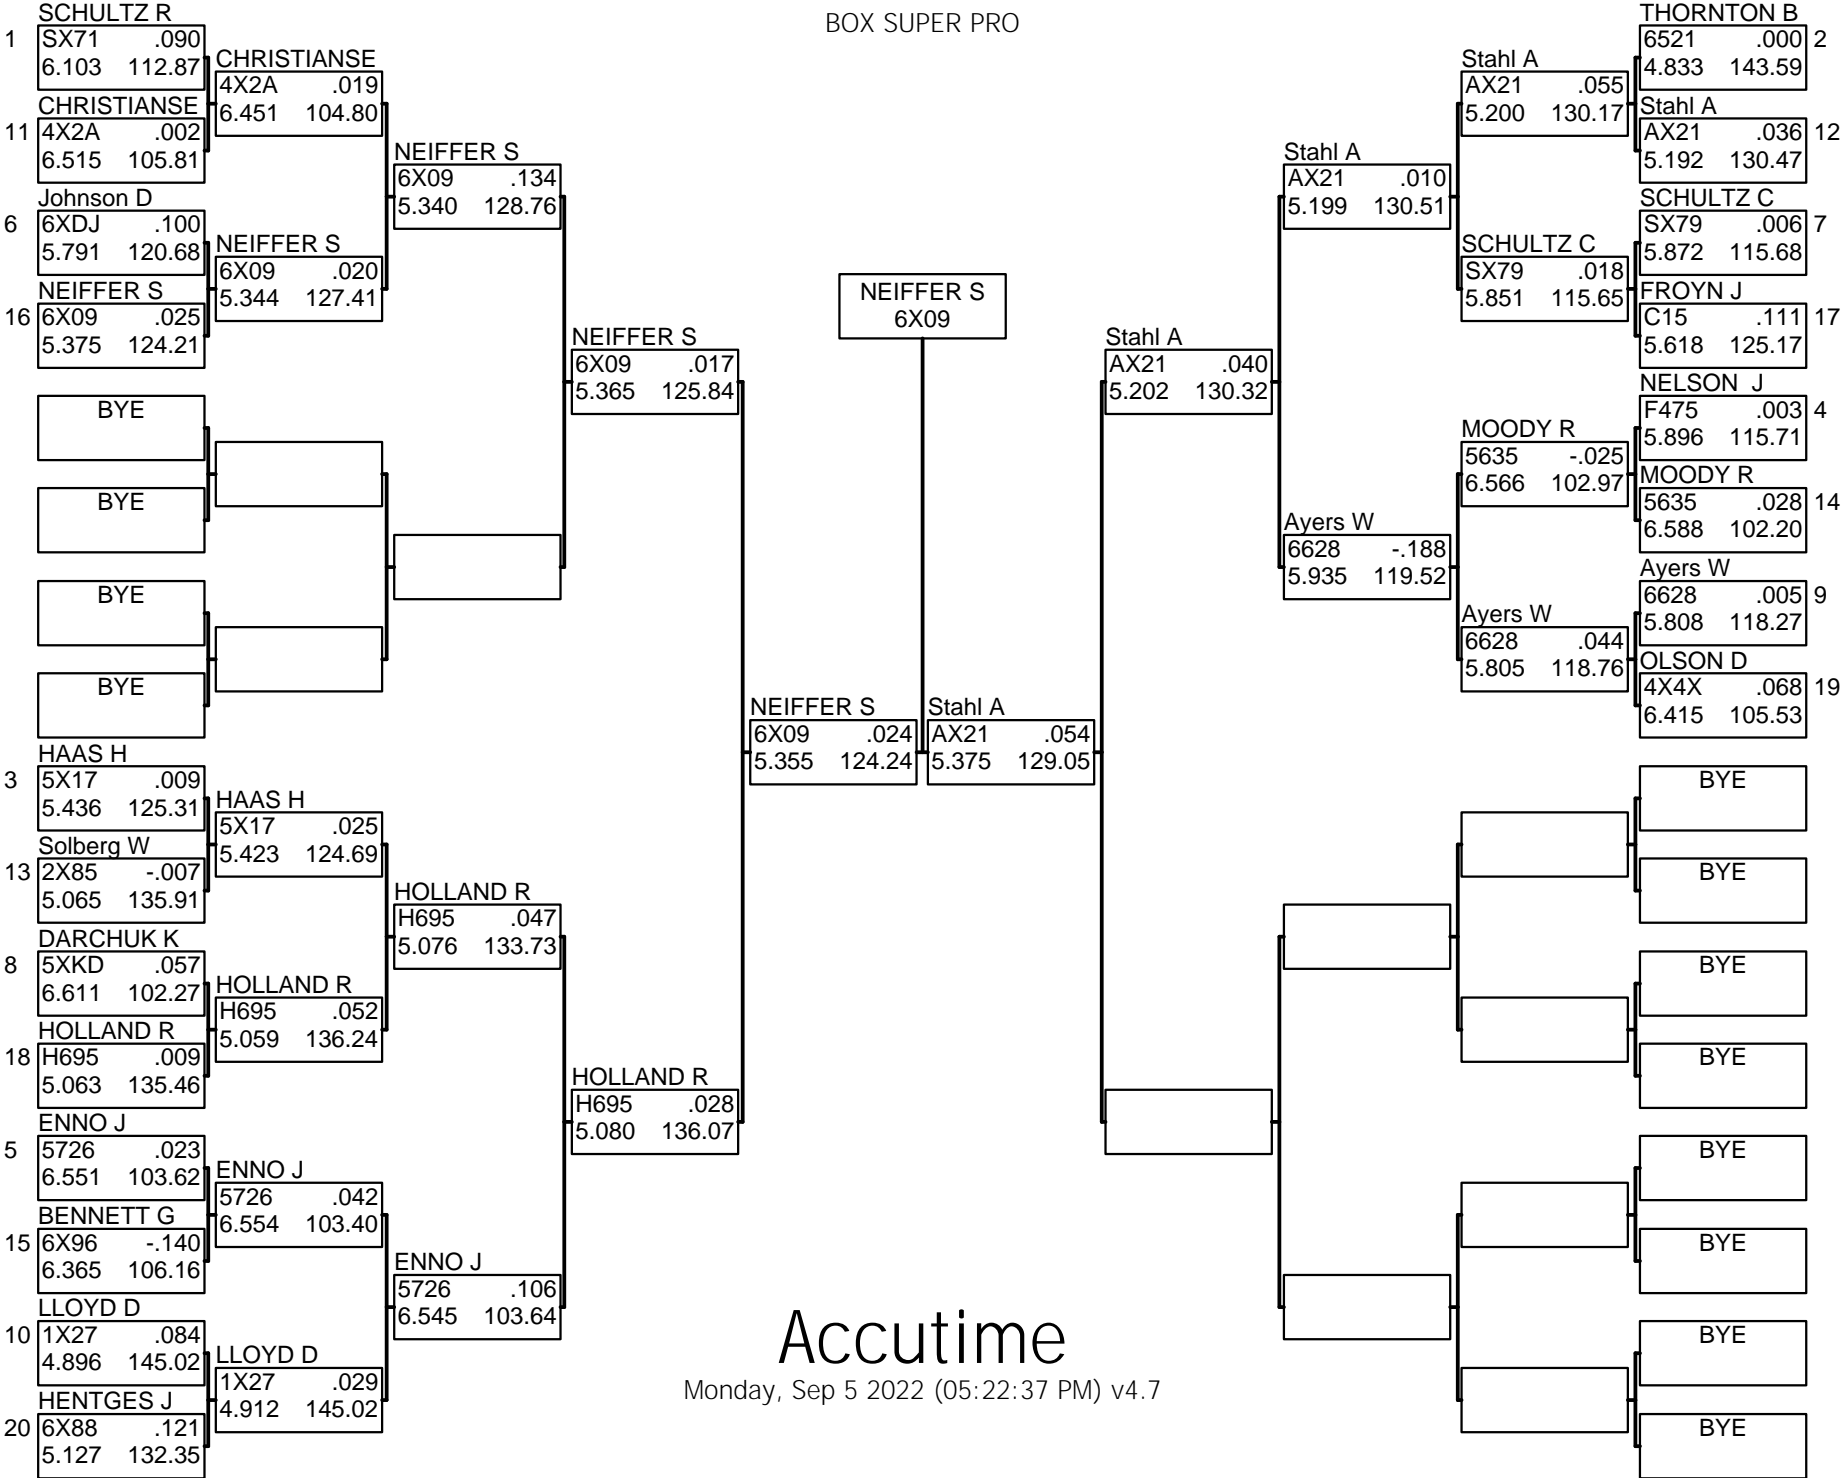 BOX SUPER PRO
SCHULTZ R
1 SX71 .090
6.103 112.87
CHRISTIANSE
11 4X2A .002
6.515 105.81
Johnson D
6 6XDJ .100
5.791 120.68
NEIFFER S
16 6X09 .025
5.375 124.21
BYE
BYE
BYE
BYE
HAAS H
3 5X17 .009
5.436 125.31
Solberg W
13 2X85 -.007
5.065 135.91
DARCHUK K
8 5XKD .057
6.611 102.27
HOLLAND R
18 H695 .009
5.063 135.46
ENNO J
5 5726 .023
6.551 103.62
BENNETT G
15 6X96 -.140
6.365 106.16
LLOYD D
10 1X27 .084
4.896 145.02
HENTGES J
20 6X88 .121
5.127 132.35
CHRISTIANSE
4X2A .019
6.451 104.80
NEIFFER S
6X09 .020
5.344 127.41
HAAS H
5X17 .025
5.423 124.69
HOLLAND R
H695 .052
5.059 136.24
ENNO J
5726 .042
6.554 103.40
LLOYD D
1X27 .029
4.912 145.02
NEIFFER S
6X09 .134
5.340 128.76
HOLLAND R
H695 .047
5.076 133.73
ENNO J
5726 .106
6.545 103.64
NEIFFER S
6X09 .017
5.365 125.84
HOLLAND R
H695 .028
5.080 136.07
NEIFFER S
6X09 .024
5.355 124.24
NEIFFER S
6X09
Stahl A
AX21 .054
5.375 129.05
Stahl A
AX21 .040
5.202 130.32
Stahl A
AX21 .010
5.199 130.51
Ayers W
6628 -.188
5.935 119.52
Stahl A
AX21 .055
5.200 130.17
SCHULTZ C
SX79 .018
5.851 115.65
MOODY R
5635 -.025
6.566 102.97
Ayers W
6628 .044
5.805 118.76
THORNTON B
6521 .000 2
4.833 143.59
Stahl A
AX21 .036 12
5.192 130.47
SCHULTZ C
SX79 .006 7
5.872 115.68
FROYN J
C15 .111 17
5.618 125.17
NELSON J
F475 .003 4
5.896 115.71
MOODY R
5635 .028 14
6.588 102.20
Ayers W
6628 .005 9
5.808 118.27
OLSON D
4X4X .068 19
6.415 105.53
BYE
BYE
BYE
BYE
BYE
BYE
BYE
BYE
Accutime
Monday, Sep 5 2022 (05:22:37 PM) v4.7